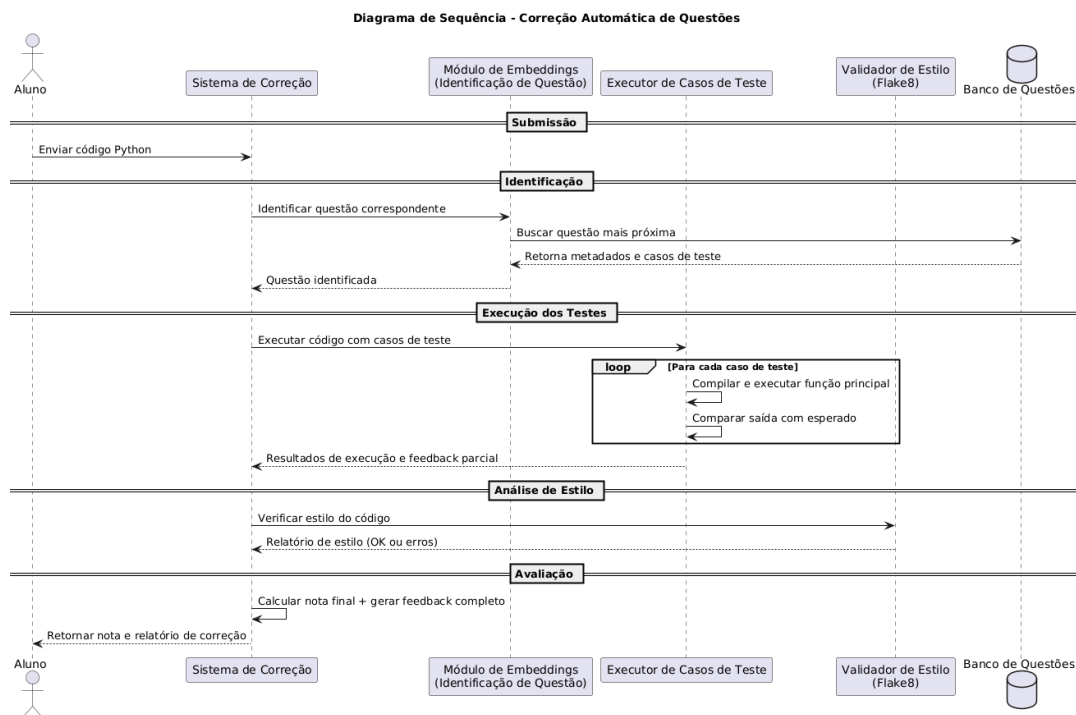 Diagrama de Sequência - Correção Automática de Questões
Aluno
Sistema de Correção
Módulo de Embeddings
(Identificação de Questão)
Executor de Casos de Teste
Validador de Estilo
(Flake8)
Banco de Questões
Submissão
Enviar código Python
Identificação
Identificar questão correspondente
Buscar questão mais próxima
Retorna metadados e casos de teste
Questão identificada
Execução dos Testes
Executar código com casos de teste
loop [Para cada caso de teste]
Compilar e executar função principal
Comparar saída com esperado
Resultados de execução e feedback parcial
Análise de Estilo
Verificar estilo do código
Relatório de estilo (OK ou erros)
Avaliação
Calcular nota final + gerar feedback completo
Retornar nota e relatório de correção
Aluno
Sistema de Correção
Módulo de Embeddings
(Identificação de Questão)
Executor de Casos de Teste
Validador de Estilo
(Flake8)
Banco de Questões